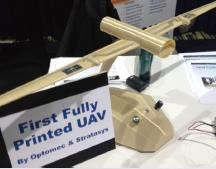 First Fully
Printed UAV
By Optomec & Stratasys